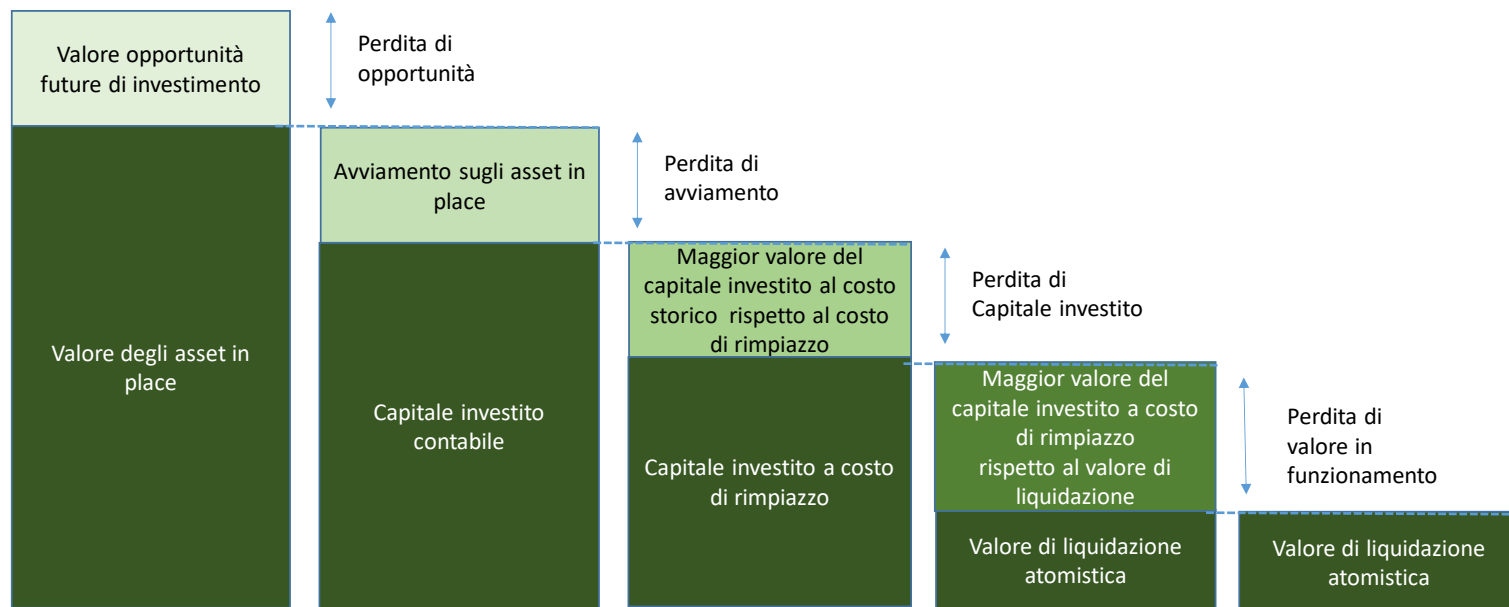 Valore opportunità
future di investimento
Perdita di
opportunità
Valore degli asset in
place
Avviamento sugli asset in
place
Perdita di
avviamento
Capitale investito
contabile
Maggior valore del
capitale investito al costo
storico rispetto al costo
di rimpiazzo
Perdita di
Capitale investito
Capitale investito a costo
di rimpiazzo
Maggior valore del
capitale investito a costo
di rimpiazzo
rispetto al valore di
liquidazione
Perdita di
valore in
funzionamento
Valore di liquidazione
atomistica
Valore di liquidazione
atomistica